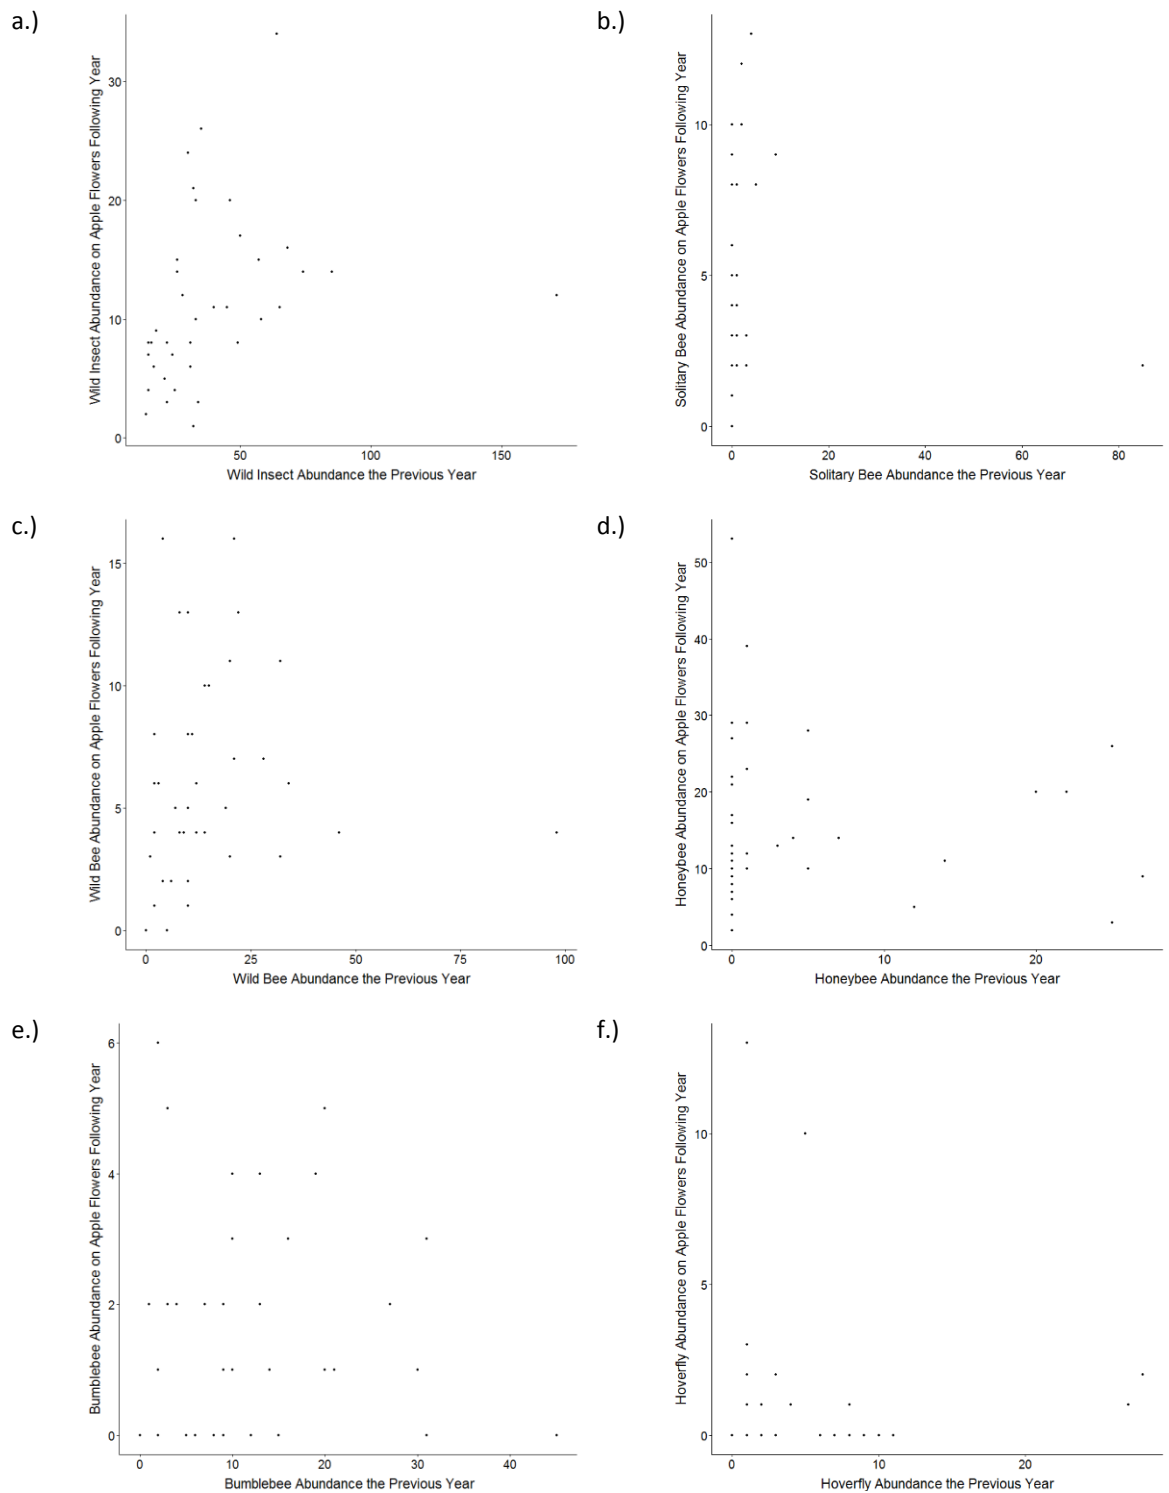 a.)
Wild Insect Abundance on Apple Flowers Following Year
30
20
10
0
50 100 150
Wild Insect Abundance the Previous Year
b.)
Solitary Bee Abundance on Apple Flowers Following Year
10
5
0
0 20 40 60 80
Solitary Bee Abundance the Previous Year
c.)
Wild Bee Abundance on Apple Flowers Following Year
15
10
5
0
0 25 50 75 100
Wild Bee Abundance the Previous Year
d.)
Honeybee Abundance on Apple Flowers Following Year
50
40
30
20
10
0
0 10 20
Honeybee Abundance the Previous Year
e.)
Bumblebee Abundance on Apple Flowers Following Year
6
4
2
0
0 10 20 30 40
Bumblebee Abundance the Previous Year
f.)
Hoverfly Abundance on Apple Flowers Following Year
10
5
0
0 10 20
Hoverfly Abundance the Previous Year